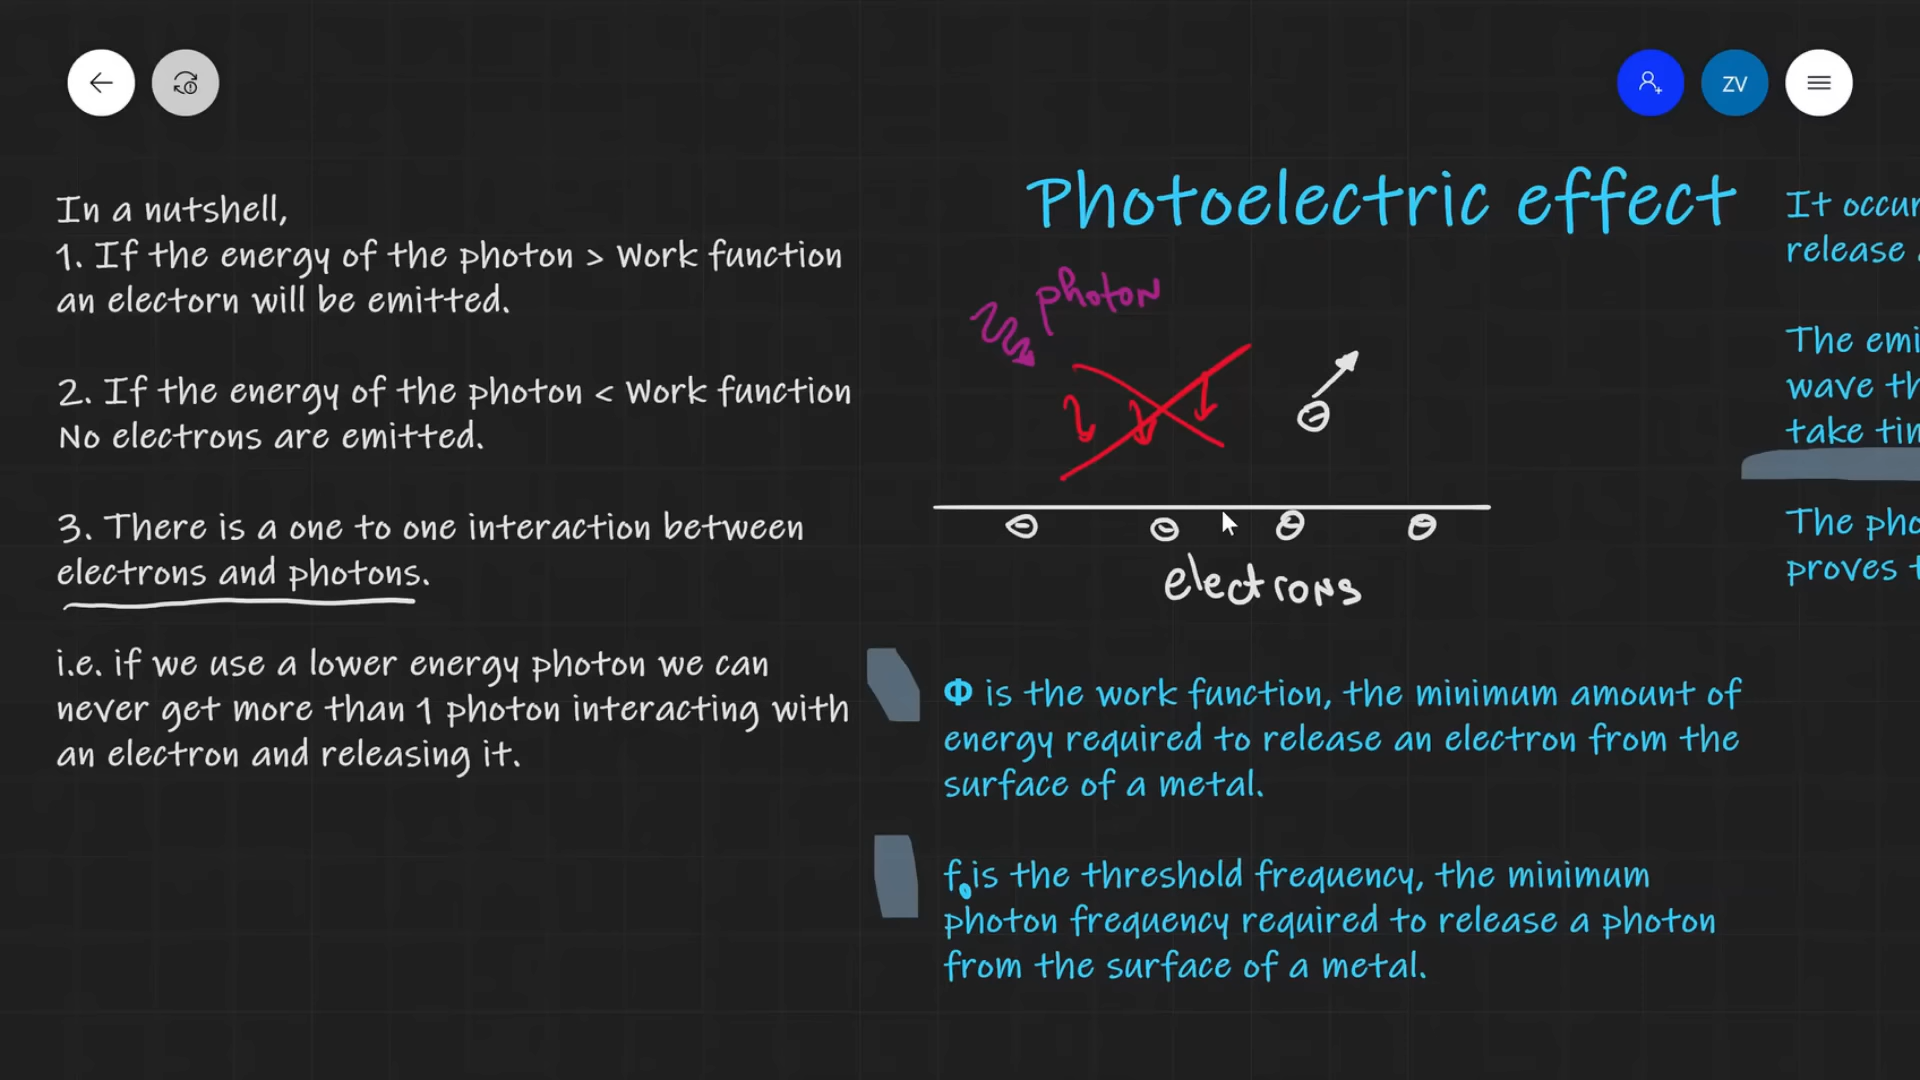 ZV
In a nutshell,
1. If the energy of the photon > Work function
an electorn will be emitted.
2. If the energy of the photon < Work function
No electrons are emitted.
3. There is a one to one interaction between
electrons and photons.
i.e. if we use a lower energy photon we can
never get more than 1 photon interacting with
an electron and releasing it.
Photoelectric effect
photon
electrons
Φ is the work function, the minimum amount of
energy required to release an electron from the
surface of a metal.
f₀ is the threshold frequency, the minimum
photon frequency required to release a photon
from the surface of a metal.
It occur
release
The emi
wave th
take tim
The pho
proves t